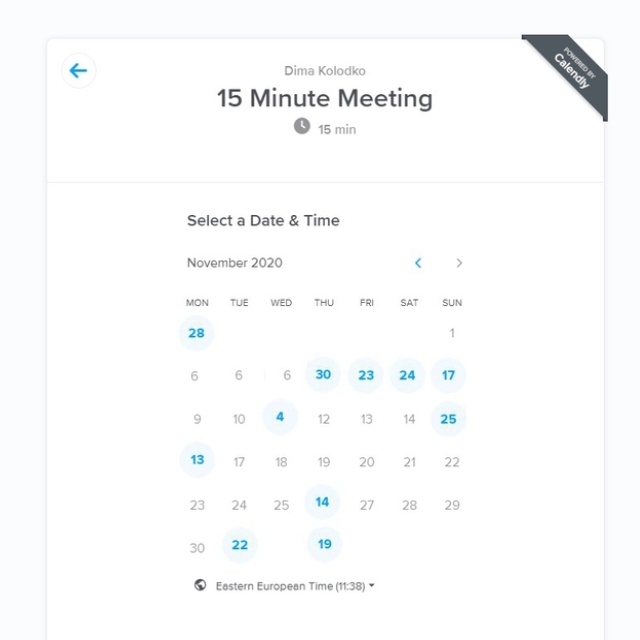 POWERED BY
Calendly
Dima Kolodko
15 Minute Meeting
15 min
Select a Date & Time
November 2020
MON TUE WED THU FRI SAT SUN
28 1
6 6 6 30 23 24 17
9 10 4 12 13 14 25
13 17 18 19 20 21 22
23 24 25 14 27 28 29
30 22 19
Eastern European Time (11:38)